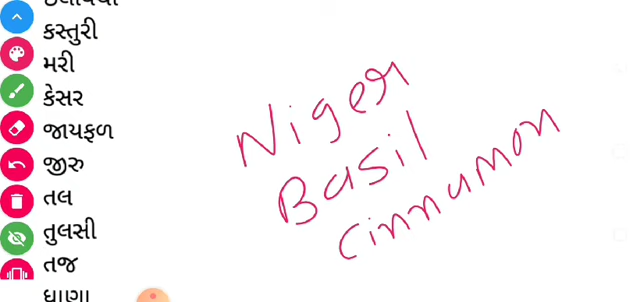 કસ્તુરી
મરી
કેસર
જાયફળ
જીરુ
તલ
તુલસી
તજ
ધાણા
Niger
Basil
cinnamon